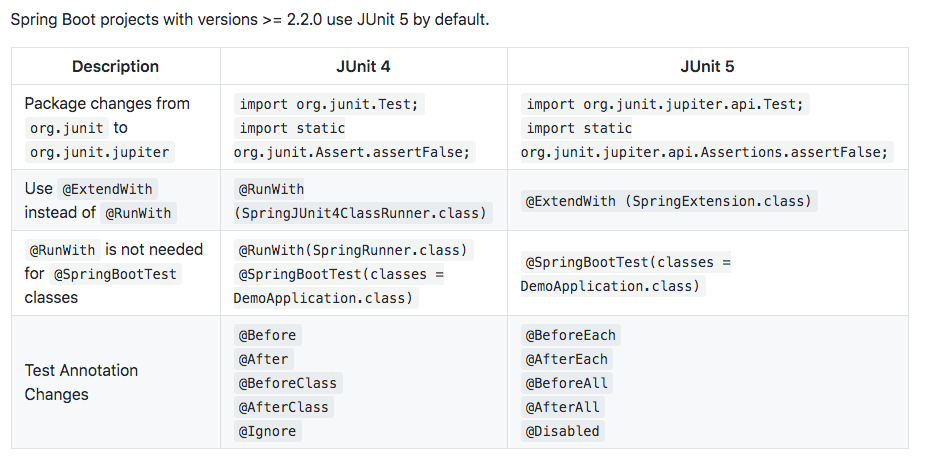 Spring Boot projects with versions >= 2.2.0 use JUnit 5 by default.
Description JUnit 4 JUnit 5
Package changes from
org.junit to
org.junit.jupiter
import org.junit.Test;
import static
org.junit.Assert.assertFalse;
import org.junit.jupiter.api.Test;
import static
org.junit.jupiter.api.Assertions.assertFalse;
Use @ExtendWith
instead of @RunWith
@RunWith
(SpringJUnit4ClassRunner.class)
@ExtendWith (SpringExtension.class)
@RunWith is not needed
for @SpringBootTest
classes
@RunWith(SpringRunner.class)
@SpringBootTest(classes =
DemoApplication.class)
@SpringBootTest(classes =
DemoApplication.class)
Test Annotation
Changes
@Before
@After
@BeforeClass
@AfterClass
@Ignore
@BeforeEach
@AfterEach
@BeforeAll
@AfterAll
@Disabled